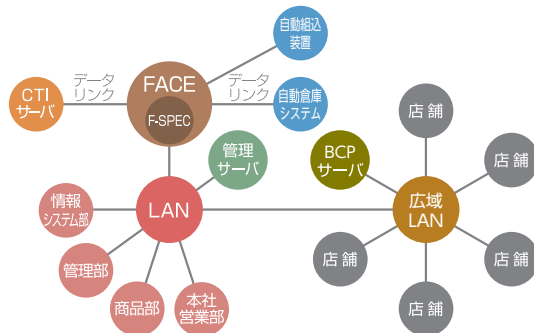 自動組込
装置
FACE
F-SPEC
データ
リンク
データ
リンク
CTI
サーバ
自動倉庫
システム
管理
サーバ
BCP
サーバ
店 舗
店 舗
情報
システム部
LAN
広域
LAN
管理部
店 舗
店 舗
商品部
本社
営業部
店 舗